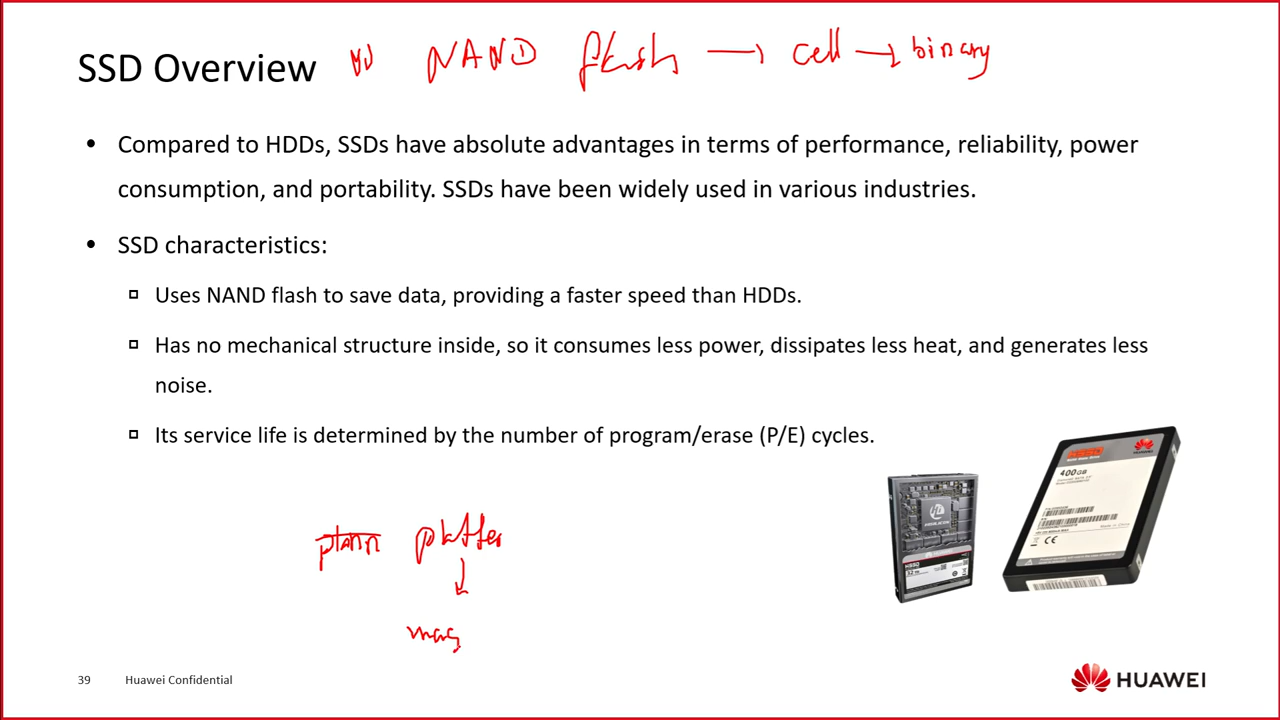 SSD Overview NAND flash → cell → binary
• Compared to HDDs, SSDs have absolute advantages in terms of performance, reliability, power
consumption, and portability. SSDs have been widely used in various industries.
• SSD characteristics:
Uses NAND flash to save data, providing a faster speed than HDDs.
Has no mechanical structure inside, so it consumes less power, dissipates less heat, and generates less
noise.
Its service life is determined by the number of program/erase (P/E) cycles.
400GB
HUAWEI
platter
mag
39 Huawei Confidential
HUAWEI